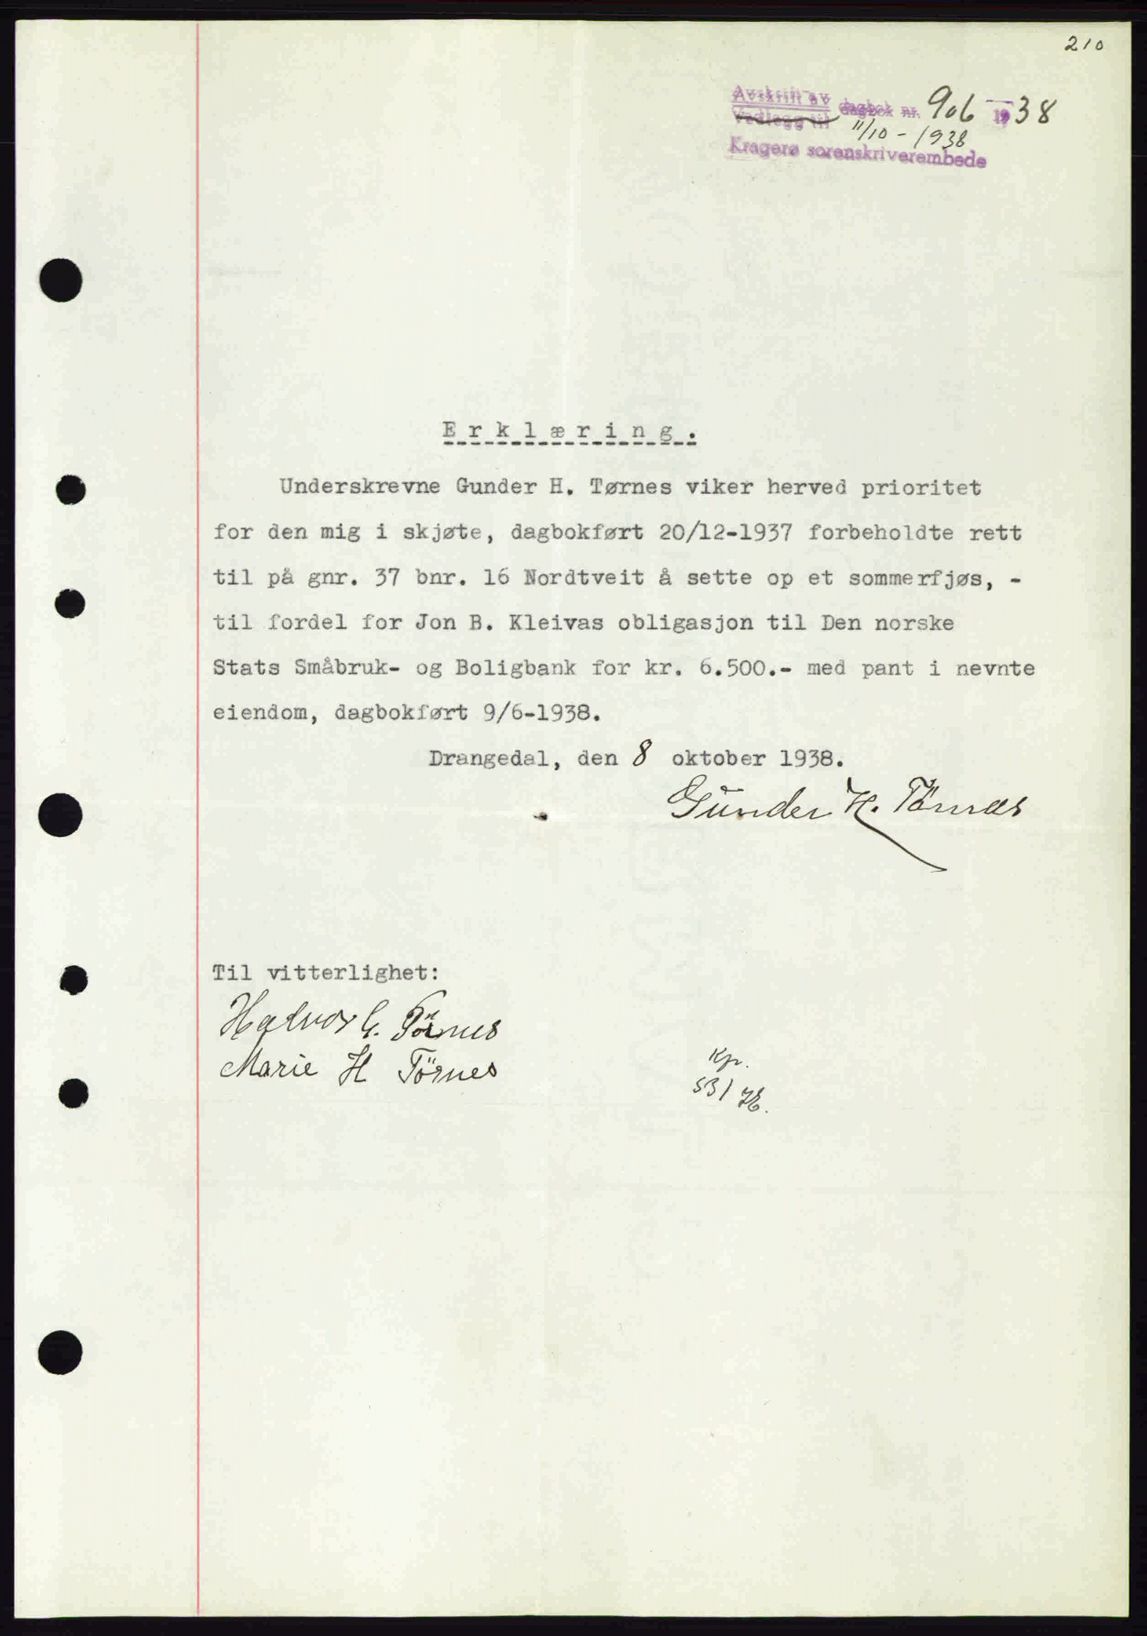 210
Avskrift av dagbok nr. 906 1938
Vedlegg til 11/10-1938
Kragerø sorenskriverembede
Erklæring.
Underskrevne Gunder H. Tørnes viker herved prioritet
for den mig i skjøte, dagbokført 20/12-1937 forbeholdte rett
til på gnr. 37 bnr. 16 Nordtveit å sette op et sommerfjøs, -
til fordel for Jon B. Kleivas obligasjon til Den norske
Stats Småbruk- og Boligbank for kr. 6.500.- med pant i nevnte
eiendom, dagbokført 9/6-1938.
Drangedal, den 8 oktober 1938.
Gunder H. Törnæs
Til vitterlighet:
Halvor G. Törnes
Marie H Törnes
531